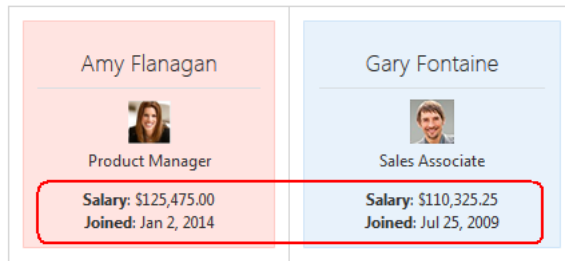 Amy Flanagan
Product Manager
Salary: $125,475.00
Joined: Jan 2, 2014
Gary Fontaine
Sales Associate
Salary: $110,325.25
Joined: Jul 25, 2009